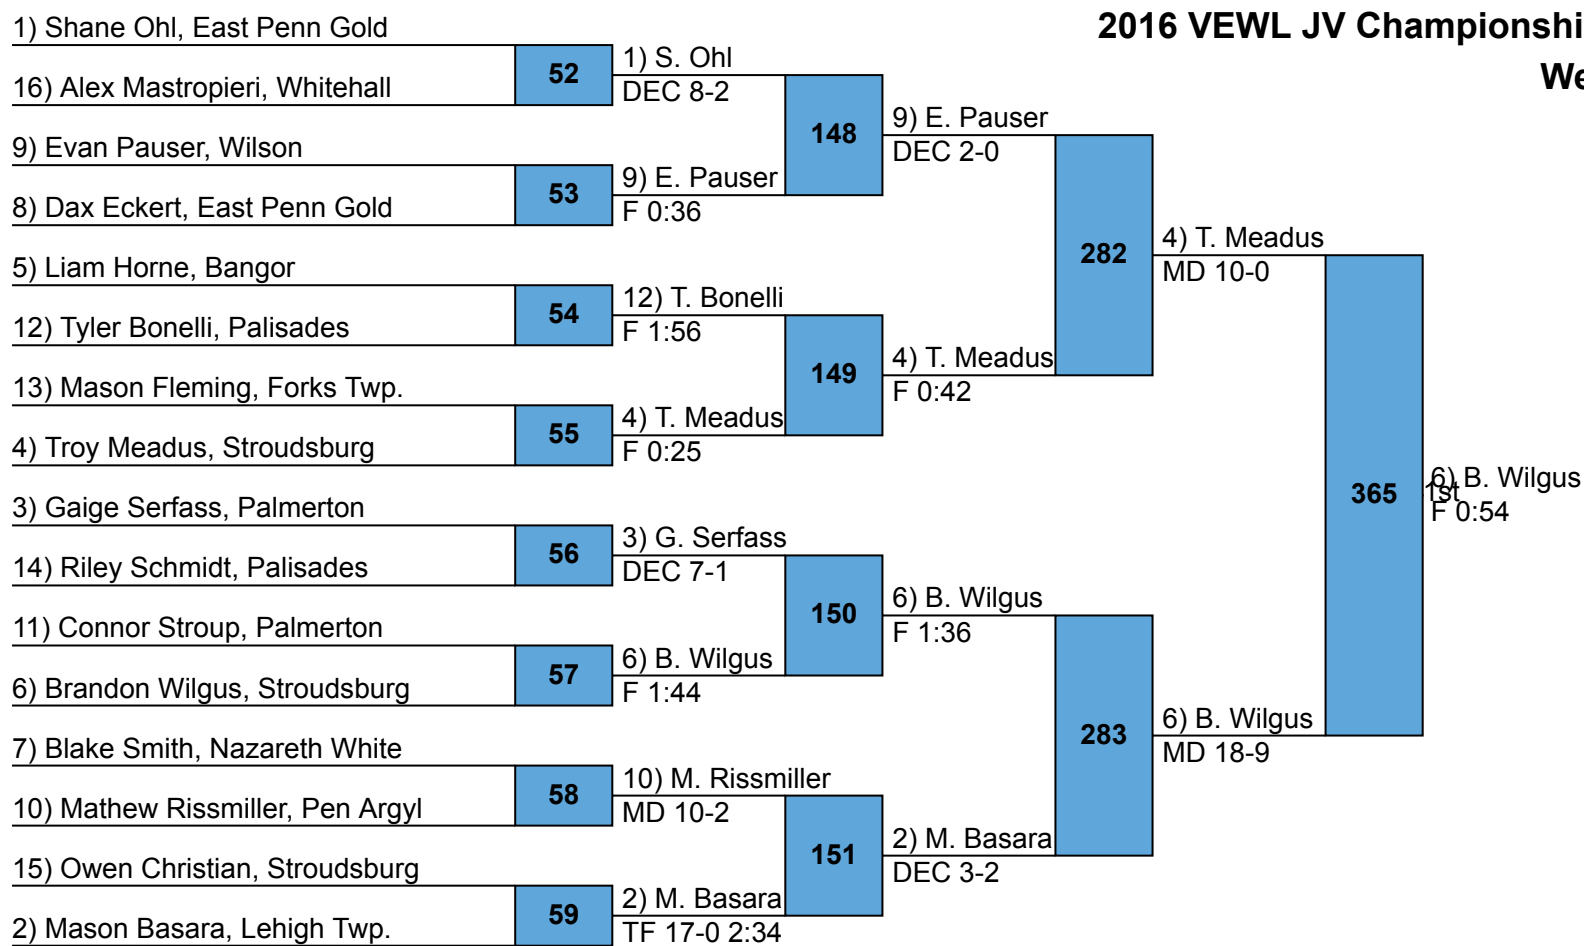 2016 VEWL JV Championshi
We
1) Shane Ohl, East Penn Gold
52
1) S. Ohl
DEC 8-2
16) Alex Mastropieri, Whitehall
148
9) E. Pauser
DEC 2-0
9) Evan Pauser, Wilson
53
9) E. Pauser
F 0:36
8) Dax Eckert, East Penn Gold
282
4) T. Meadus
MD 10-0
5) Liam Horne, Bangor
54
12) T. Bonelli
F 1:56
12) Tyler Bonelli, Palisades
149
4) T. Meadus
F 0:42
13) Mason Fleming, Forks Twp.
55
4) T. Meadus
F 0:25
4) Troy Meadus, Stroudsburg
365
1st
6) B. Wilgus
F 0:54
3) Gaige Serfass, Palmerton
56
3) G. Serfass
DEC 7-1
14) Riley Schmidt, Palisades
150
6) B. Wilgus
F 1:36
11) Connor Stroup, Palmerton
57
6) B. Wilgus
F 1:44
6) Brandon Wilgus, Stroudsburg
283
6) B. Wilgus
MD 18-9
7) Blake Smith, Nazareth White
58
10) M. Rissmiller
MD 10-2
10) Mathew Rissmiller, Pen Argyl
151
2) M. Basara
DEC 3-2
15) Owen Christian, Stroudsburg
59
2) M. Basara
TF 17-0 2:34
2) Mason Basara, Lehigh Twp.